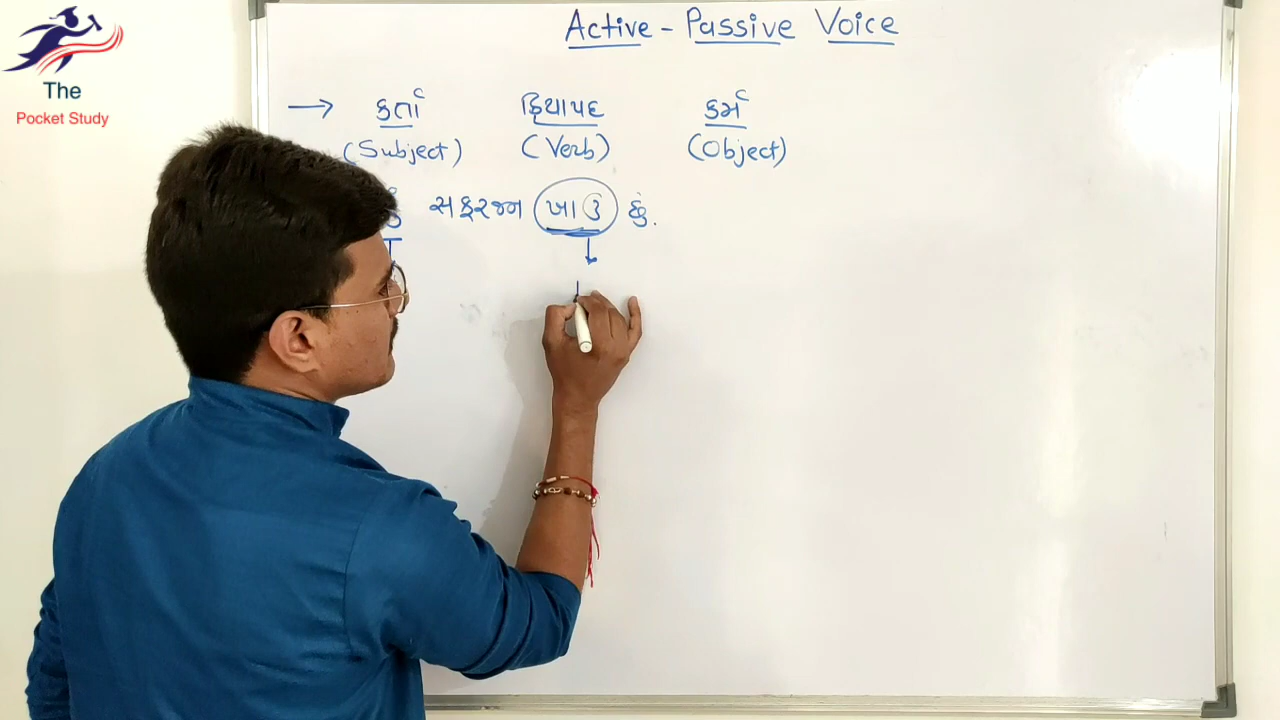 The
Pocket Study
Active - Passive Voice
→ કર્તા ક્રિયાપદ કર્મ
(Subject) (Verb) (Object)
સફરજન ખાઉં છું.